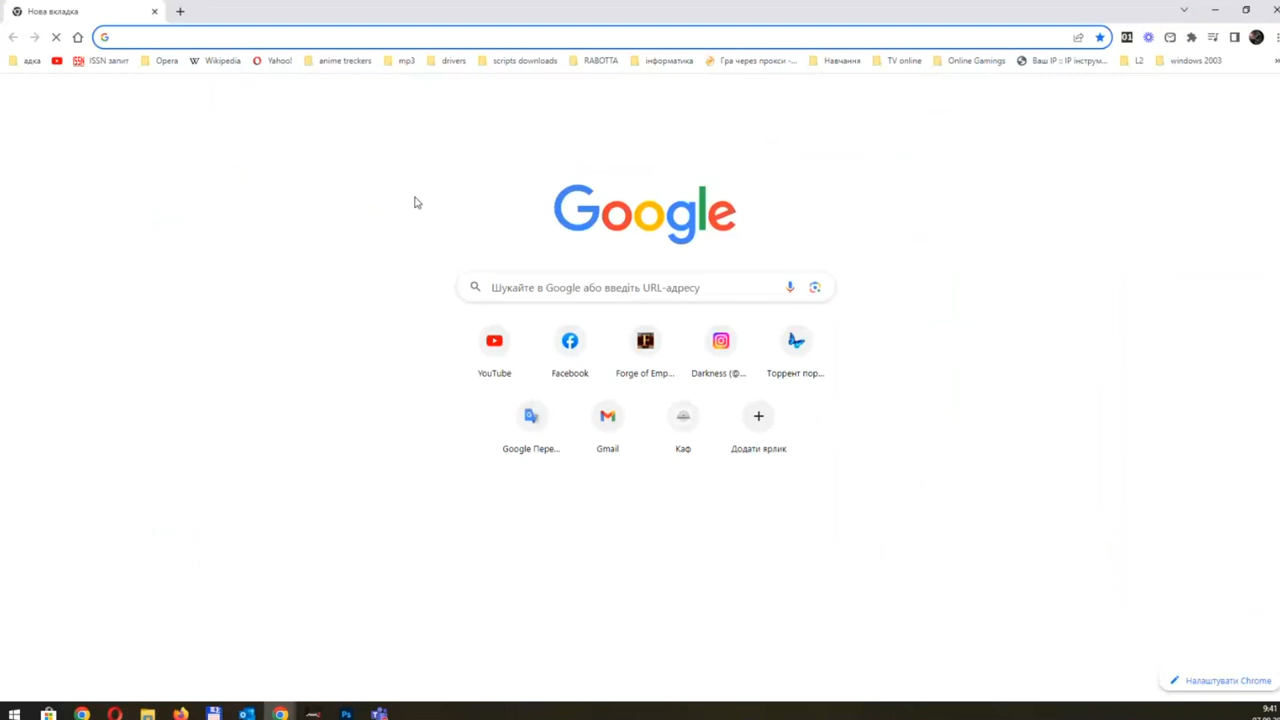 Нова вкладка
адка
ISSN запит
Opera
Wikipedia
Yahoo!
anime treckers
mp3
drivers
scripts downloads
RABOTTA
інформатика
Гра через прокси -...
Навчання
TV online
Online Gamings
Ваш IP :: IP інструм...
L2
windows 2003
Google
Шукайте в Google або введіть URL-адресу
YouTube
Facebook
Forge of Emp...
Darkness (@...
Торрент пор...
Google Пере...
Gmail
Каф
Додати ярлик
Налаштувати Chrome
9:41